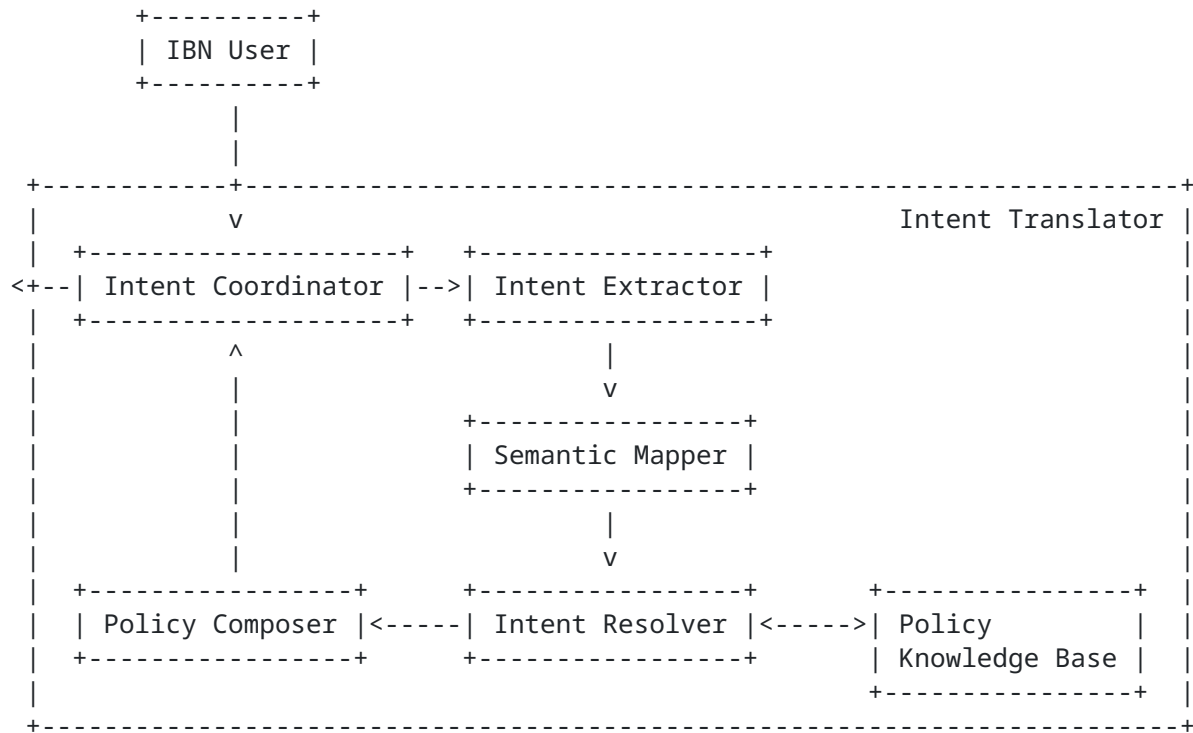 IBN User
Intent Translator
Intent Coordinator
Intent Extractor
Semantic Mapper
Policy Composer
Intent Resolver
Policy
Knowledge Base